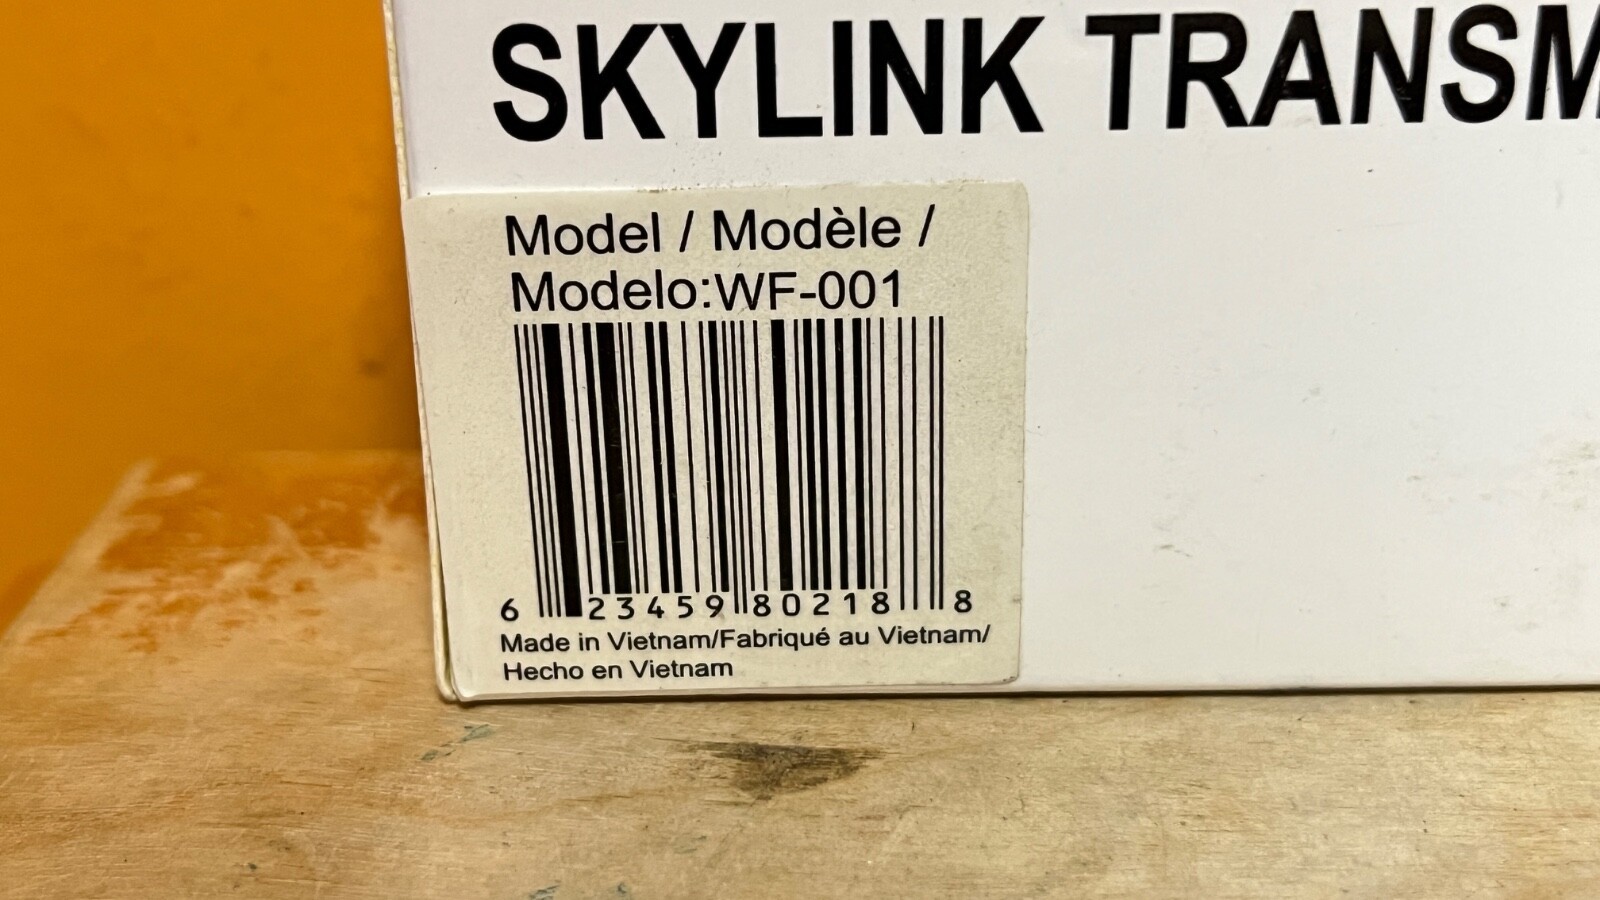 SKYLINK TRANSM
Model / Modèle /
Modelo:WF-001
6 23459 80218 8
Made in Vietnam/Fabriqué au Vietnam/
Hecho en Vietnam